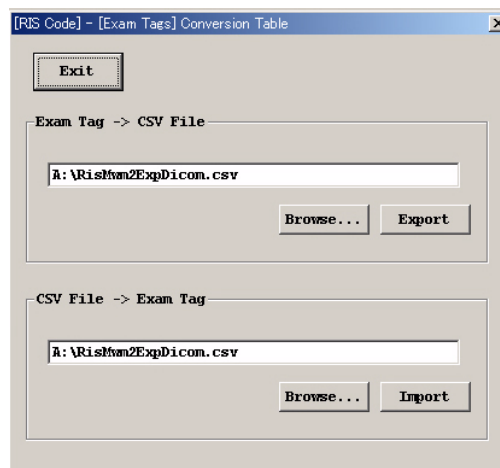 [RIS Code] - [Exam Tags] Conversion Table
Exit
Exam Tag -> CSV File
A:\RisMwm2ExpDicom.csv
Browse... Export
CSV File -> Exam Tag
A:\RisMwm2ExpDicom.csv
Browse... Import